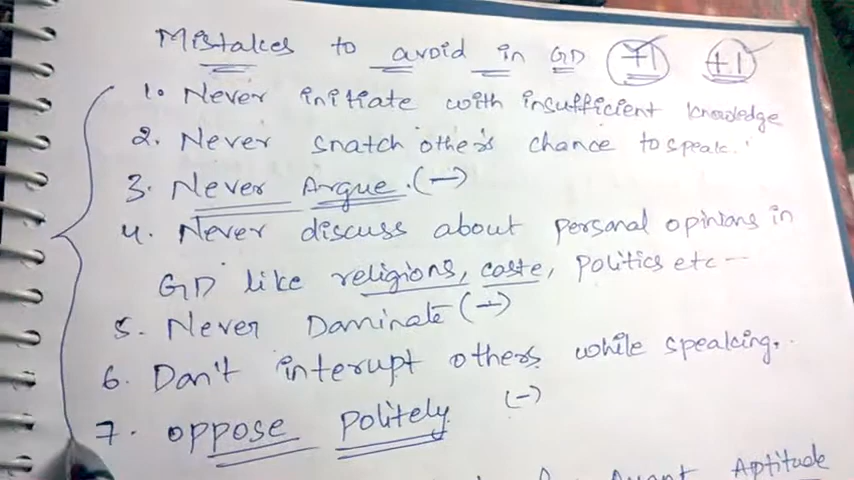 Mistakes to avoid in GD +1 +1
1. Never initiate with insufficient knowledge
2. Never snatch other's chance to speak.
3. Never Argue. (-)
4. Never discuss about personal opinions in
GD like religions, caste, politics etc -
5. Never Dominate (-)
6. Don't interupt others while speaking.
7. oppose politely (-)
Aptitude